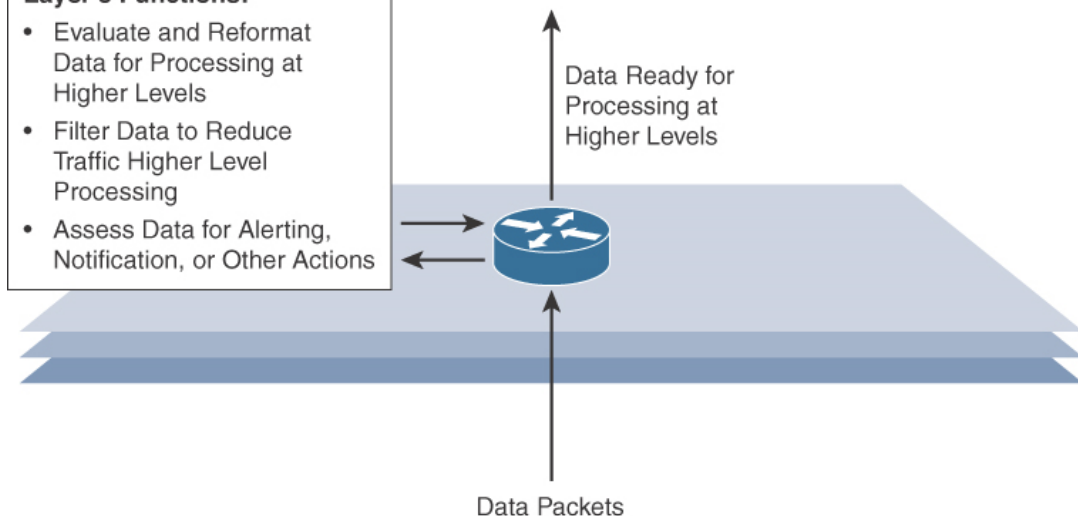 • Evaluate and Reformat
Data for Processing at
Higher Levels
• Filter Data to Reduce
Traffic Higher Level
Processing
• Assess Data for Alerting,
Notification, or Other Actions
Data Ready for
Processing at
Higher Levels
Data Packets